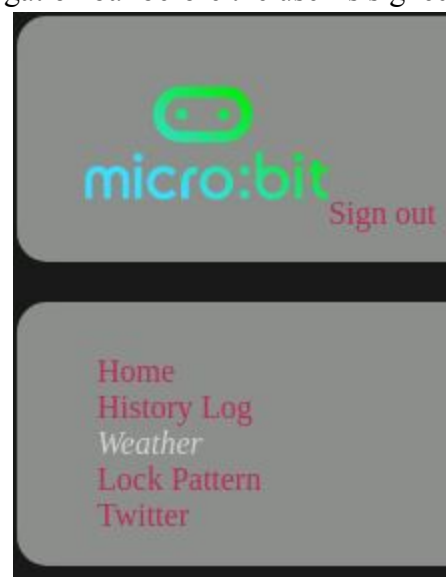 micro:bit
Sign out
Home
History Log
Weather
Lock Pattern
Twitter